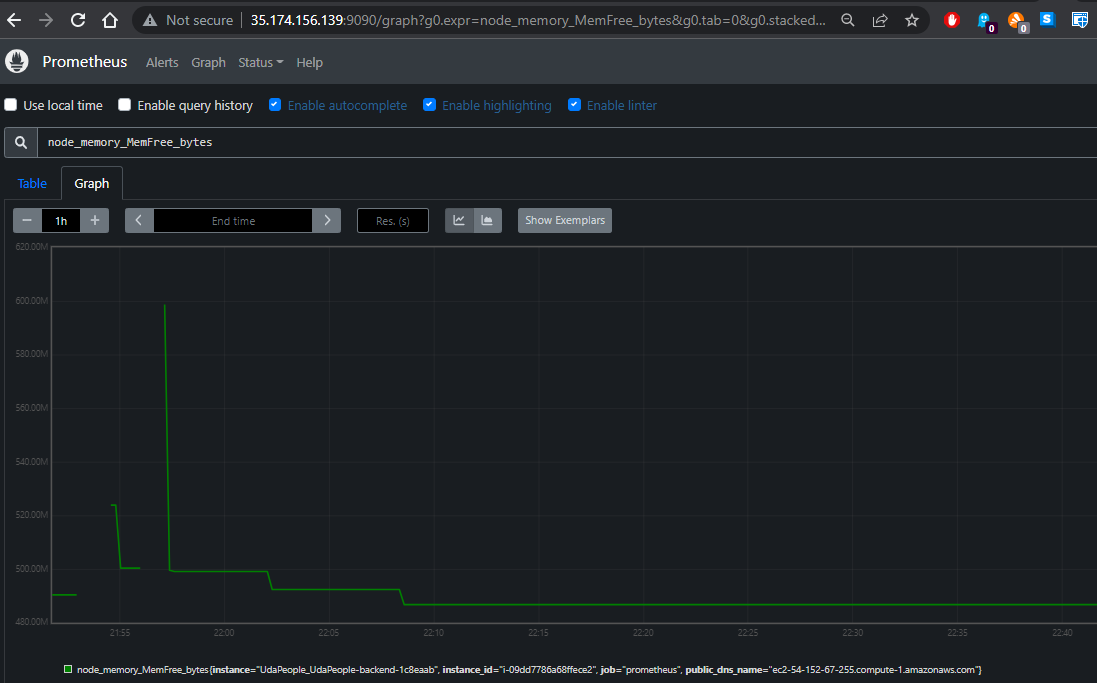 Not secure 35.174.156.139:9090/graph?g0.expr=node_memory_MemFree_bytes&g0.tab=0&g0.stacked...
0 0 S
Prometheus Alerts Graph Status Help
Use local time Enable query history Enable autocomplete Enable highlighting Enable linter
node_memory_MemFree_bytes
Table Graph
− 1h + < End time > Res. (s) Show Exemplars
620.00M
600.00M
580.00M
560.00M
540.00M
520.00M
500.00M
480.00M
21:55 22:00 22:05 22:10 22:15 22:20 22:25 22:30 22:35 22:40
node_memory_MemFree_bytes{instance="UdaPeople_UdaPeople-backend-1c8eaab", instance_id="i-09dd7786a68ffece2", job="prometheus", public_dns_name="ec2-54-152-67-255.compute-1.amazonaws.com"}